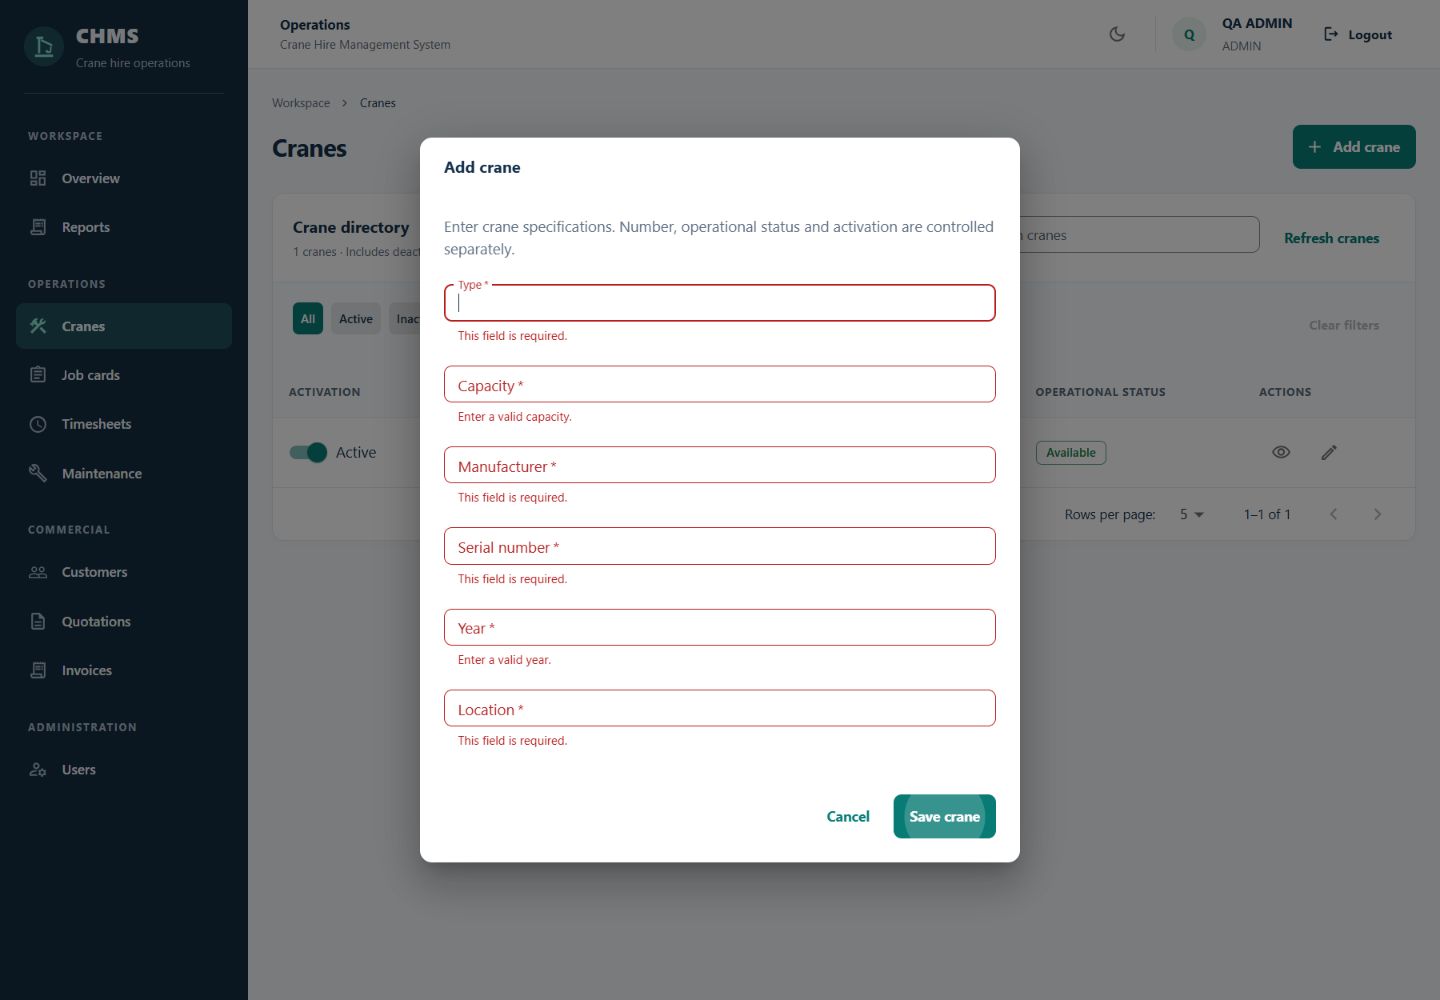 CHMS
Crane hire operations
WORKSPACE
Overview
Reports
OPERATIONS
Cranes
Job cards
Timesheets
Maintenance
COMMERCIAL
Customers
Quotations
Invoices
ADMINISTRATION
Users
Operations
Crane Hire Management System
Q
QA ADMIN
ADMIN
Logout
Workspace
Cranes
Cranes
Add crane
Crane directory
1 cranes · Includes
cranes
Refresh cranes
All
Active
Clear filters
ACTIVATION
OPERATIONAL STATUS
ACTIONS
Active
Available
Rows per page:
5
1–1 of 1
Add crane
Enter crane specifications. Number, operational status and activation are controlled
separately.
Type *
This field is required.
Capacity *
Enter a valid capacity.
Manufacturer *
This field is required.
Serial number *
This field is required.
Year *
Enter a valid year.
Location *
This field is required.
Cancel
Save crane